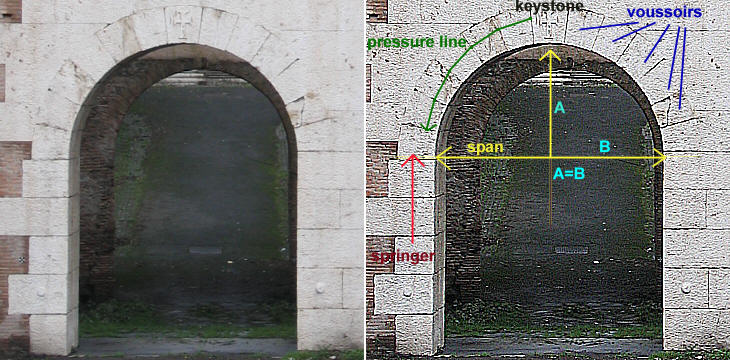 keystone
voussoirs
pressure line
A
span
B
A=B
springer